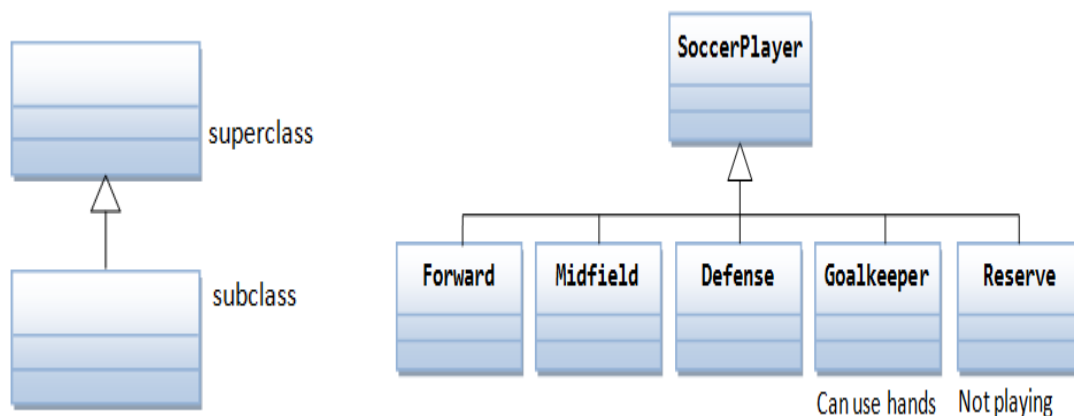 superclass
subclass
SoccerPlayer
Forward
Midfield
Defense
Goalkeeper
Reserve
Can use hands
Not playing